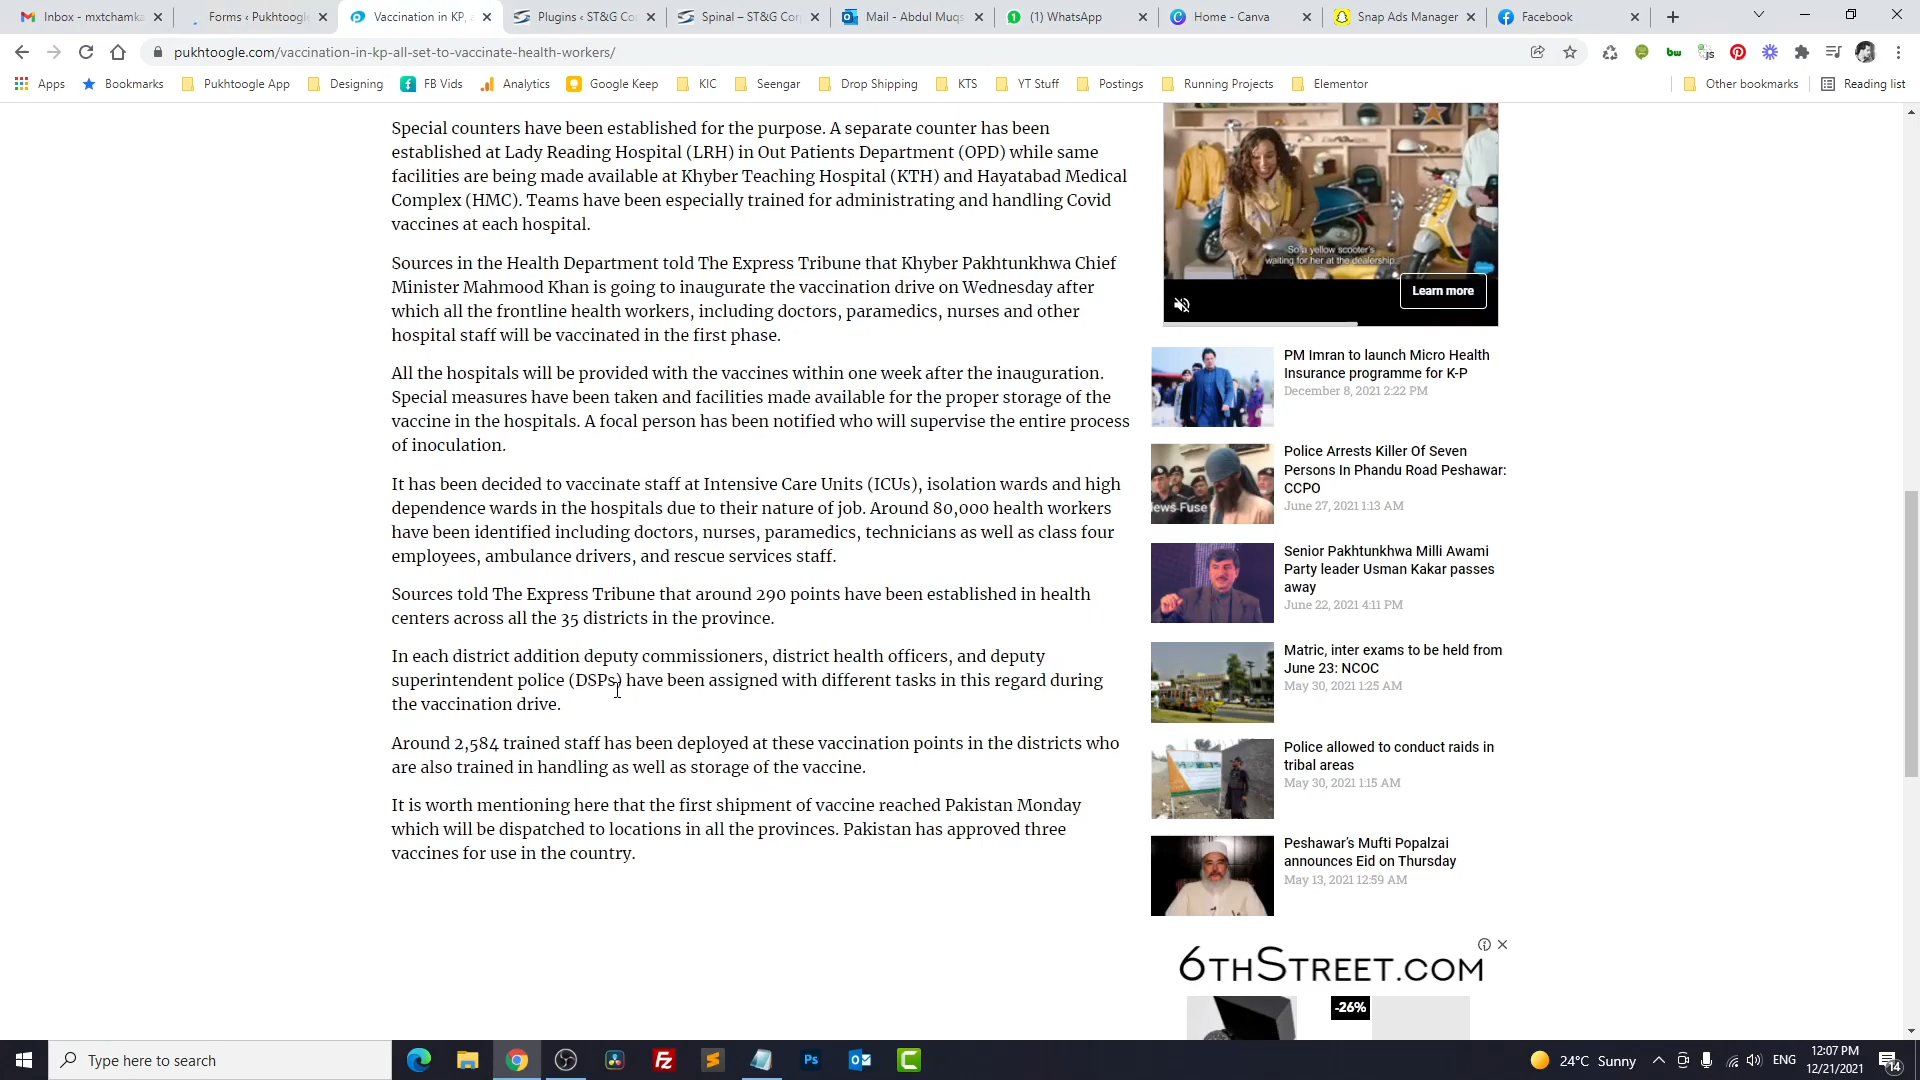 Inbox - mxtchamka
Forms ‹ Pukhtoogl
Vaccination in KP,
Plugins ‹ ST&G Co
Spinal – ST&G Cor
Mail - Abdul Muqs
(1) WhatsApp
Home - Canva
Snap Ads Manager
Facebook
pukhtoogle.com/vaccination-in-kp-all-set-to-vaccinate-health-workers/
Apps
Bookmarks
Pukhtoogle App
Designing
FB Vids
Analytics
Google Keep
KIC
Seengar
Drop Shipping
KTS
YT Stuff
Postings
Running Projects
Elementor
Other bookmarks
Reading list
Special counters have been established for the purpose. A separate counter has been
established at Lady Reading Hospital (LRH) in Out Patients Department (OPD) while same
facilities are being made available at Khyber Teaching Hospital (KTH) and Hayatabad Medical
Complex (HMC). Teams have been especially trained for administrating and handling Covid
vaccines at each hospital.
Sources in the Health Department told The Express Tribune that Khyber Pakhtunkhwa Chief
Minister Mahmood Khan is going to inaugurate the vaccination drive on Wednesday after
which all the frontline health workers, including doctors, paramedics, nurses and other
hospital staff will be vaccinated in the first phase.
All the hospitals will be provided with the vaccines within one week after the inauguration.
Special measures have been taken and facilities made available for the proper storage of the
vaccine in the hospitals. A focal person has been notified who will supervise the entire process
of inoculation.
It has been decided to vaccinate staff at Intensive Care Units (ICUs), isolation wards and high
dependence wards in the hospitals due to their nature of job. Around 80,000 health workers
have been identified including doctors, nurses, paramedics, technicians as well as class four
employees, ambulance drivers, and rescue services staff.
Sources told The Express Tribune that around 290 points have been established in health
centers across all the 35 districts in the province.
In each district addition deputy commissioners, district health officers, and deputy
superintendent police (DSPs) have been assigned with different tasks in this regard during
the vaccination drive.
Around 2,584 trained staff has been deployed at these vaccination points in the districts who
are also trained in handling as well as storage of the vaccine.
It is worth mentioning here that the first shipment of vaccine reached Pakistan Monday
which will be dispatched to locations in all the provinces. Pakistan has approved three
vaccines for use in the country.
So a yellow scooter's
waiting for her at the dealership.
Learn more
PM Imran to launch Micro Health
Insurance programme for K-P
December 8, 2021 2:22 PM
Police Arrests Killer Of Seven
Persons In Phandu Road Peshawar:
CCPO
June 27, 2021 1:13 AM
News Fuse
Senior Pakhtunkhwa Milli Awami
Party leader Usman Kakar passes
away
June 22, 2021 4:11 PM
Matric, inter exams to be held from
June 23: NCOC
May 30, 2021 1:25 AM
Police allowed to conduct raids in
tribal areas
May 30, 2021 1:15 AM
Peshawar's Mufti Popalzai
announces Eid on Thursday
May 13, 2021 12:59 AM
6THSTREET.COM
-26%
Type here to search
24°C Sunny
ENG
12:07 PM
12/21/2021
14